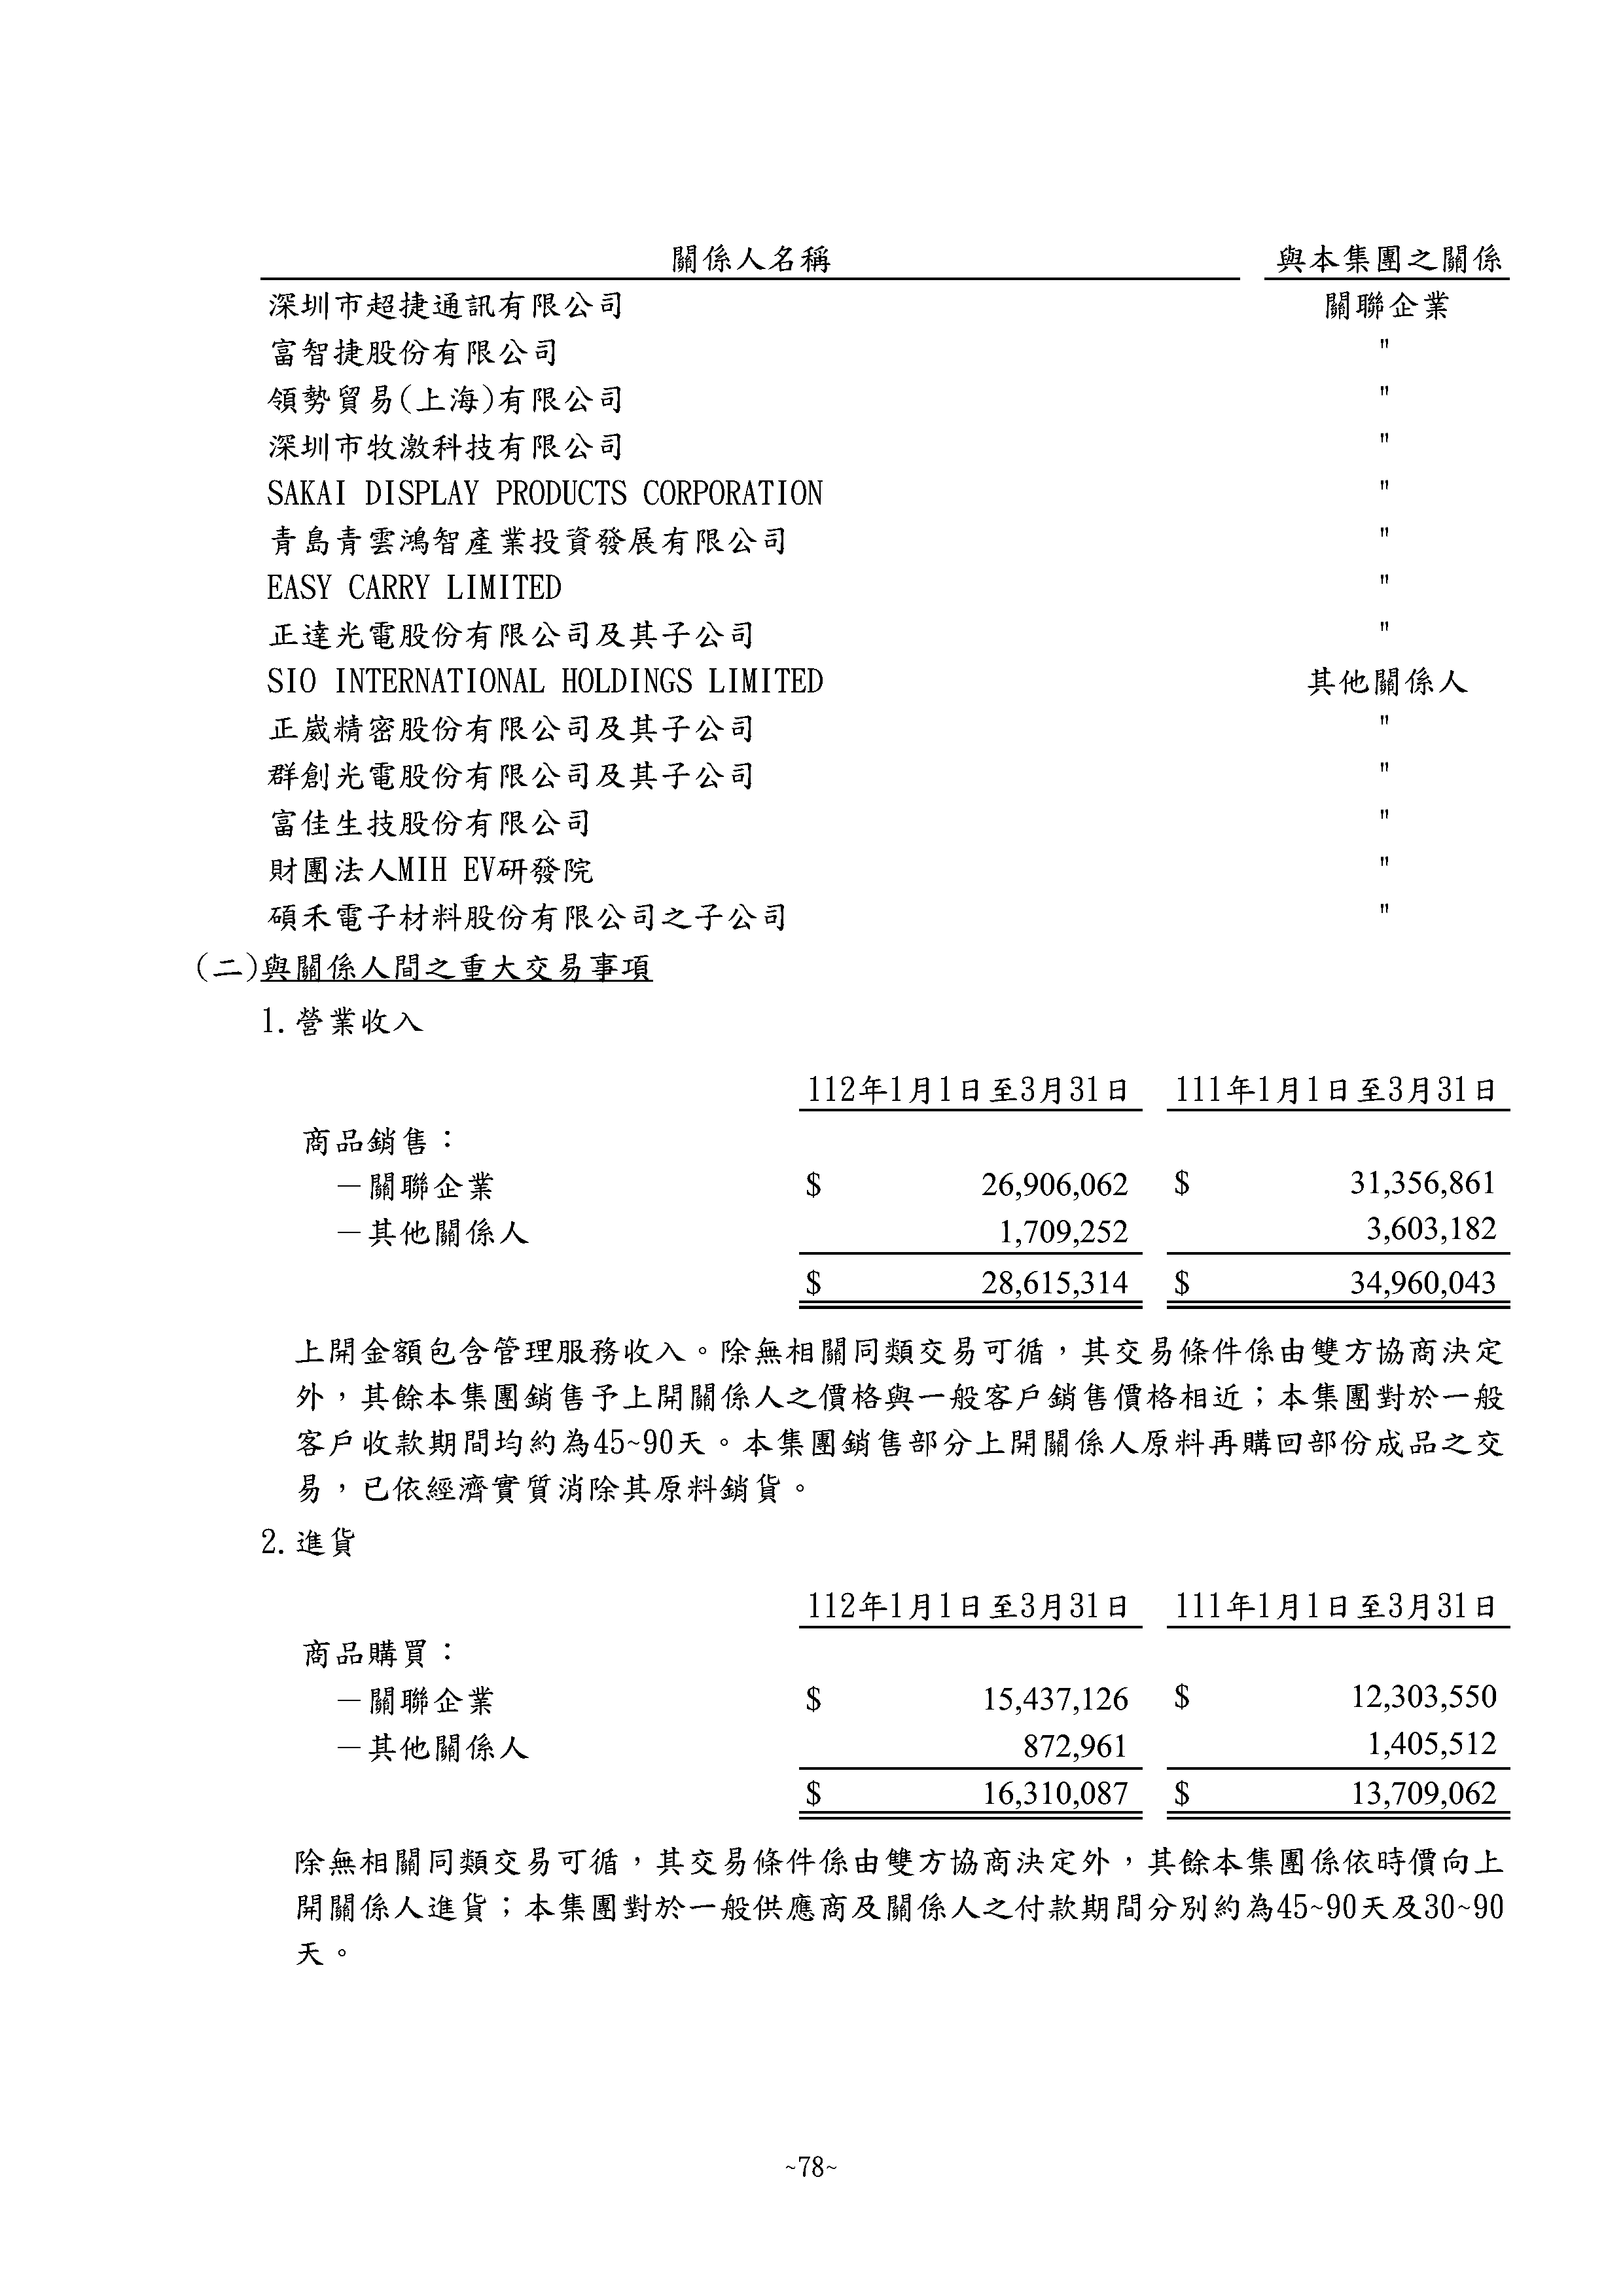 關係人名稱 與本集團之關係
深圳市超捷通訊有限公司 關聯企業
富智捷股份有限公司 "
領勢貿易(上海)有限公司 "
深圳市牧激科技有限公司 "
SAKAI DISPLAY PRODUCTS CORPORATION "
青島青雲鴻智產業投資發展有限公司 "
EASY CARRY LIMITED "
正達光電股份有限公司及其子公司 "
SIO INTERNATIONAL HOLDINGS LIMITED 其他關係人
正崴精密股份有限公司及其子公司 "
群創光電股份有限公司及其子公司 "
富佳生技股份有限公司 "
財團法人MIH EV研發院 "
碩禾電子材料股份有限公司之子公司 "
(二)與關係人間之重大交易事項
1.營業收入
112年1月1日至3月31日 111年1月1日至3月31日
商品銷售：
－關聯企業 $ 26,906,062 $ 31,356,861
－其他關係人 1,709,252 3,603,182
$ 28,615,314 $ 34,960,043
上開金額包含管理服務收入。除無相關同類交易可循，其交易條件係由雙方協商決定
外，其餘本集團銷售予上開關係人之價格與一般客戶銷售價格相近；本集團對於一般
客戶收款期間均約為45~90天。本集團銷售部分上開關係人原料再購回部份成品之交
易，已依經濟實質消除其原料銷貨。
2.進貨
112年1月1日至3月31日 111年1月1日至3月31日
商品購買：
－關聯企業 $ 15,437,126 $ 12,303,550
－其他關係人 872,961 1,405,512
$ 16,310,087 $ 13,709,062
除無相關同類交易可循，其交易條件係由雙方協商決定外，其餘本集團係依時價向上
開關係人進貨；本集團對於一般供應商及關係人之付款期間分別約為45~90天及30~90
天。
~78~